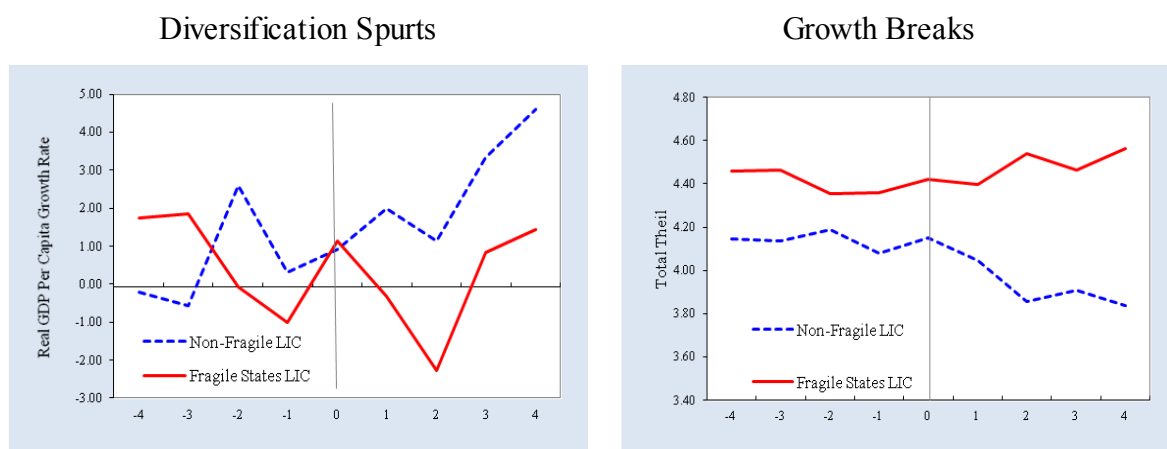 Diversification Spurts
Growth Breaks
Real GDP Per Capita Growth Rate
5.00
4.00
3.00
2.00
1.00
0.00
-1.00
-2.00
-3.00
Non-Fragile LIC
Fragile States LIC
-4 -3 -2 -1 0 1 2 3 4
Total Theil
4.80
4.60
4.40
4.20
4.00
3.80
3.60
3.40
Non-Fragile LIC
Fragile States LIC
-4 -3 -2 -1 0 1 2 3 4